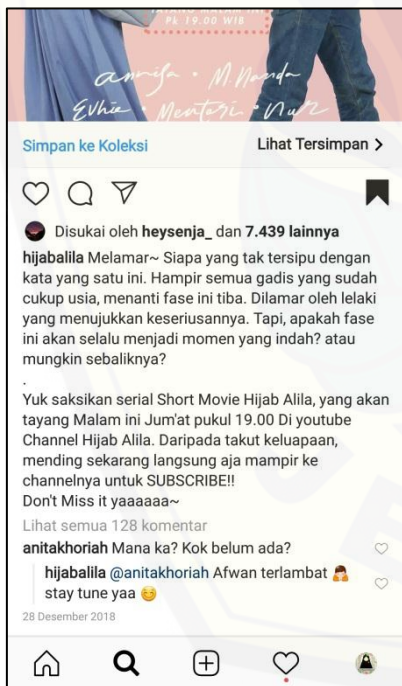 TAYANG MALAM INI
Pk 19.00 WIB
annisa • M.Nanda
Evhie • Mentari • Nur
Simpan ke Koleksi
Lihat Tersimpan >
Disukai oleh heysenja_ dan 7.439 lainnya
hijabalila Melamar~ Siapa yang tak tersipu dengan
kata yang satu ini. Hampir semua gadis yang sudah
cukup usia, menanti fase ini tiba. Dilamar oleh lelaki
yang menujukkan keseriusannya. Tapi, apakah fase
ini akan selalu menjadi momen yang indah? atau
mungkin sebaliknya?
.
Yuk saksikan serial Short Movie Hijab Alila, yang akan
tayang Malam ini Jum'at pukul 19.00 Di youtube
Channel Hijab Alila. Daripada takut keluapaan,
mending sekarang langsung aja mampir ke
channelnya untuk SUBSCRIBE!!
Don't Miss it yaaaaaa~
Lihat semua 128 komentar
anitakhoriah Mana ka? Kok belum ada?
hijabalila @anitakhoriah Afwan terlambat 🙇
stay tune yaa 😊
28 Desember 2018